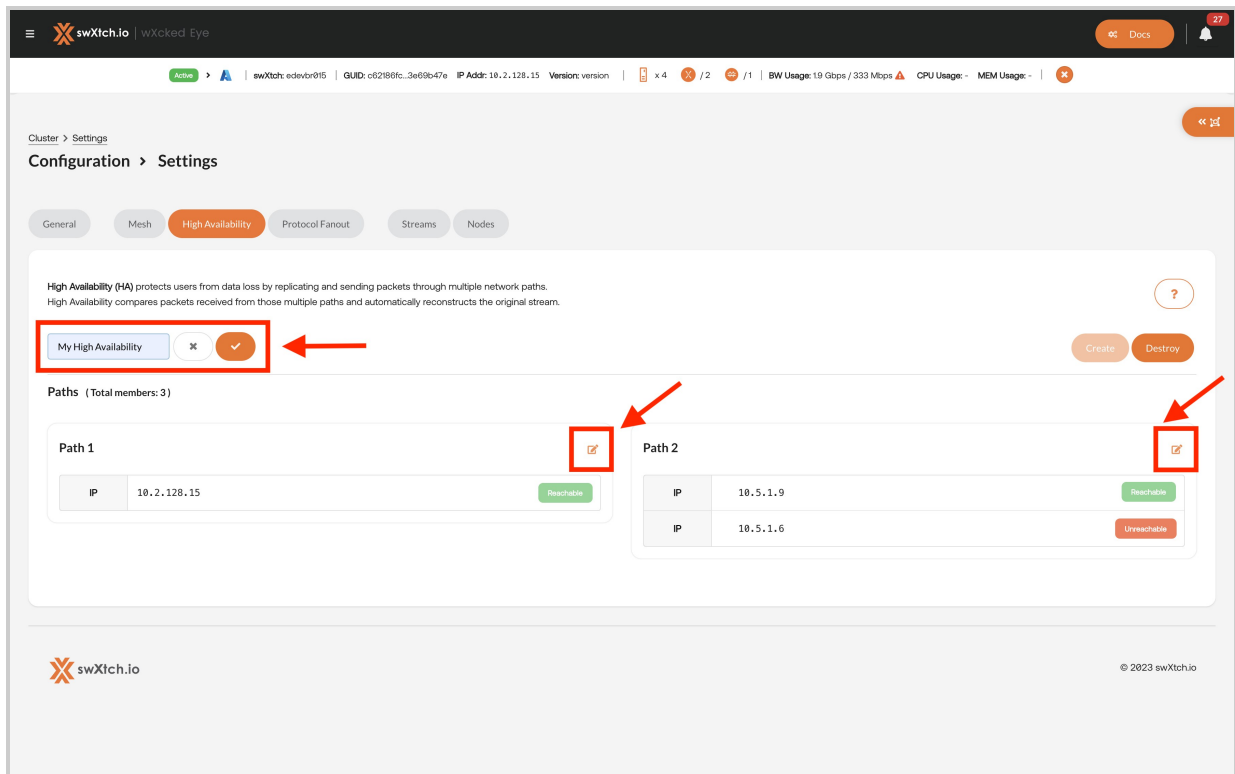 swXtch.io | wXcked Eye
Docs
27
Active > | swXtch: edevbr015 | GUID: c62186fc...3e69b47e IP Addr: 10.2.128.15 Version: version | x 4 / 2 / 1 | BW Usage: 1.9 Gbps / 333 Mbps CPU Usage: - MEM Usage: - |
Cluster > Settings
Configuration > Settings
General Mesh High Availability Protocol Fanout Streams Nodes
High Availability (HA) protects users from data loss by replicating and sending packets through multiple network paths.
High Availability compares packets received from those multiple paths and automatically reconstructs the original stream.
?
My High Availability
Create Destroy
Paths (Total members: 3)
Path 1
IP 10.2.128.15 Reachable
Path 2
IP 10.5.1.9 Reachable
IP 10.5.1.6 Unreachable
swXtch.io
© 2023 swXtch.io